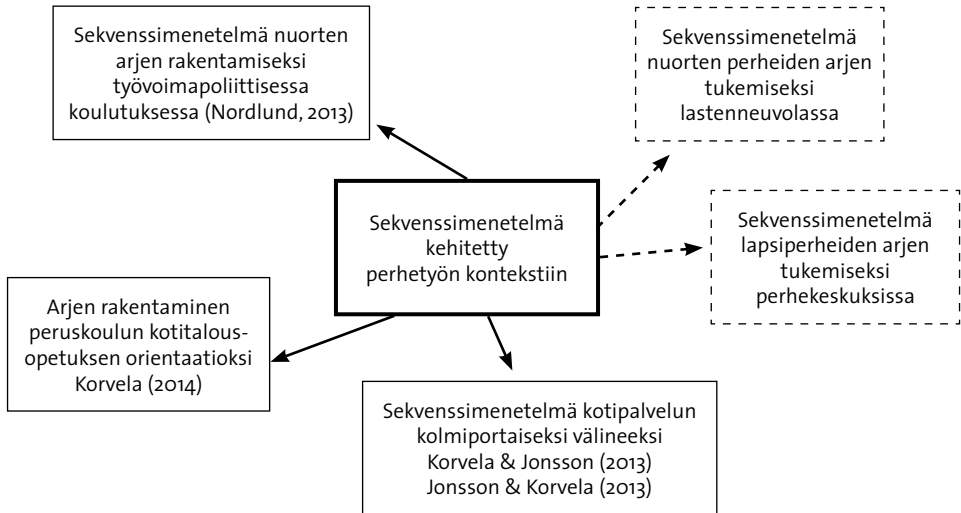 Sekvenssimenetelmä nuorten
arjen rakentamiseksi
työvoimapoliittisessa
koulutuksessa (Nordlund, 2013)
Sekvenssimenetelmä
nuorten perheiden arjen
tukemiseksi
lastenneuvolassa
Sekvenssimenetelmä
kehitetty
perhetyön kontekstiin
Sekvenssimenetelmä
lapsiperheiden arjen
tukemiseksi
perhekeskuksissa
Arjen rakentaminen
peruskoulun kotitalous-
opetuksen orientaatioksi
Korvela (2014)
Sekvenssimenetelmä kotipalvelun
kolmiportaiseksi välineeksi
Korvela & Jonsson (2013)
Jonsson & Korvela (2013)